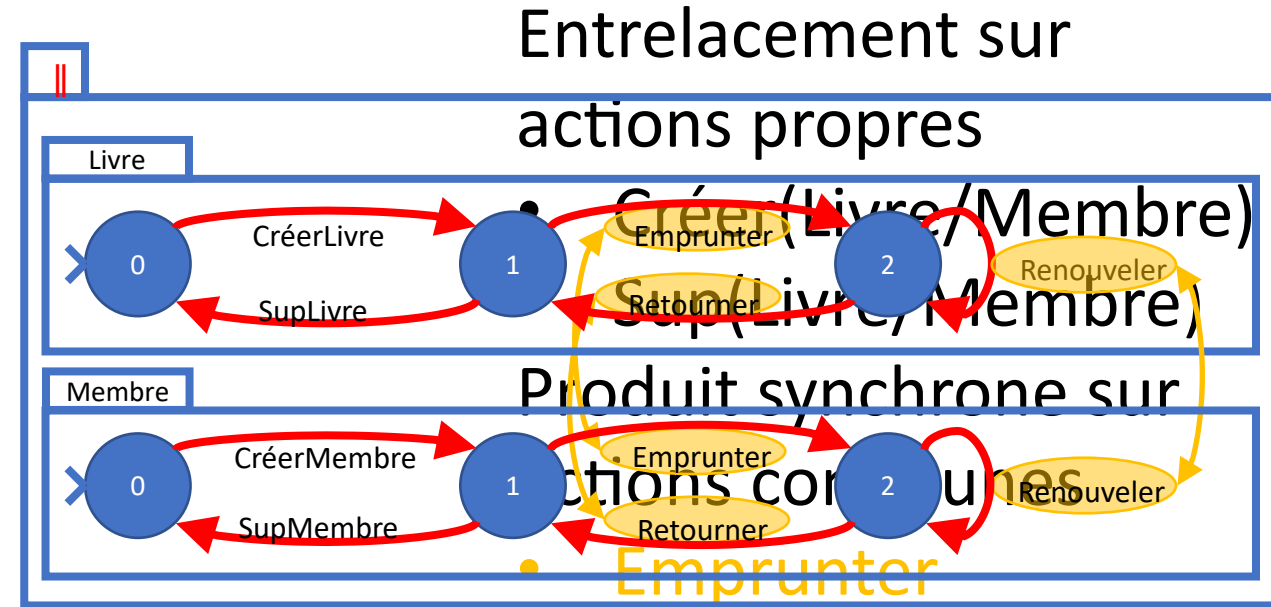 Entrelacement sur
actions propres
• Créer(Livre/Membre)
Sup(Livre/Membre)
Produit synchrone sur
actions communes
• Emprunter
||
Livre
0
CréerLivre
SupLivre
1
Emprunter
Retourner
2
Renouveler
Membre
0
CréerMembre
SupMembre
1
Emprunter
Retourner
2
Renouveler